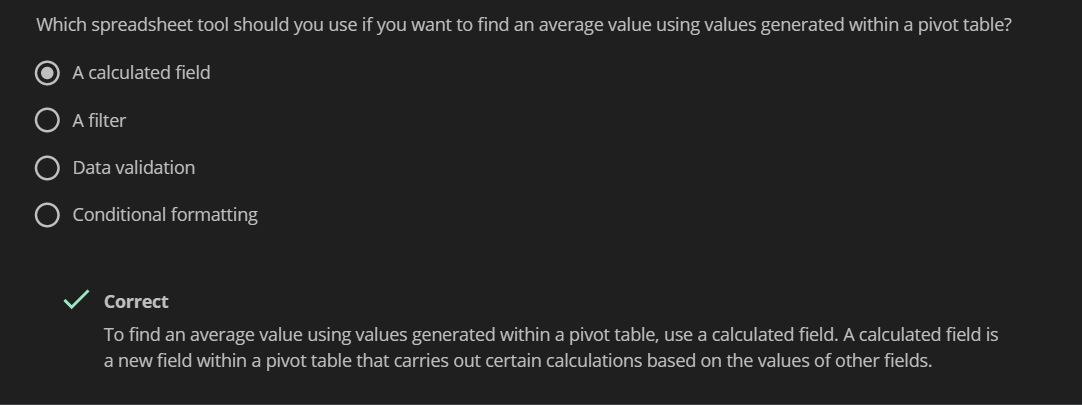 Which spreadsheet tool should you use if you want to find an average value using values generated within a pivot table?
A calculated field
A filter
Data validation
Conditional formatting
Correct
To find an average value using values generated within a pivot table, use a calculated field. A calculated field is
a new field within a pivot table that carries out certain calculations based on the values of other fields.